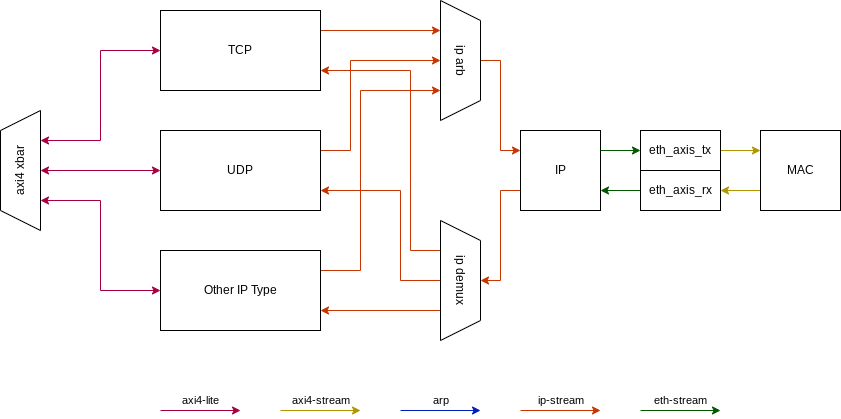 TCP
ip arb
axi4 xbar
UDP
IP
eth_axis_tx
eth_axis_rx
MAC
Other IP Type
ip demux
axi4-lite
axi4-stream
arp
ip-stream
eth-stream